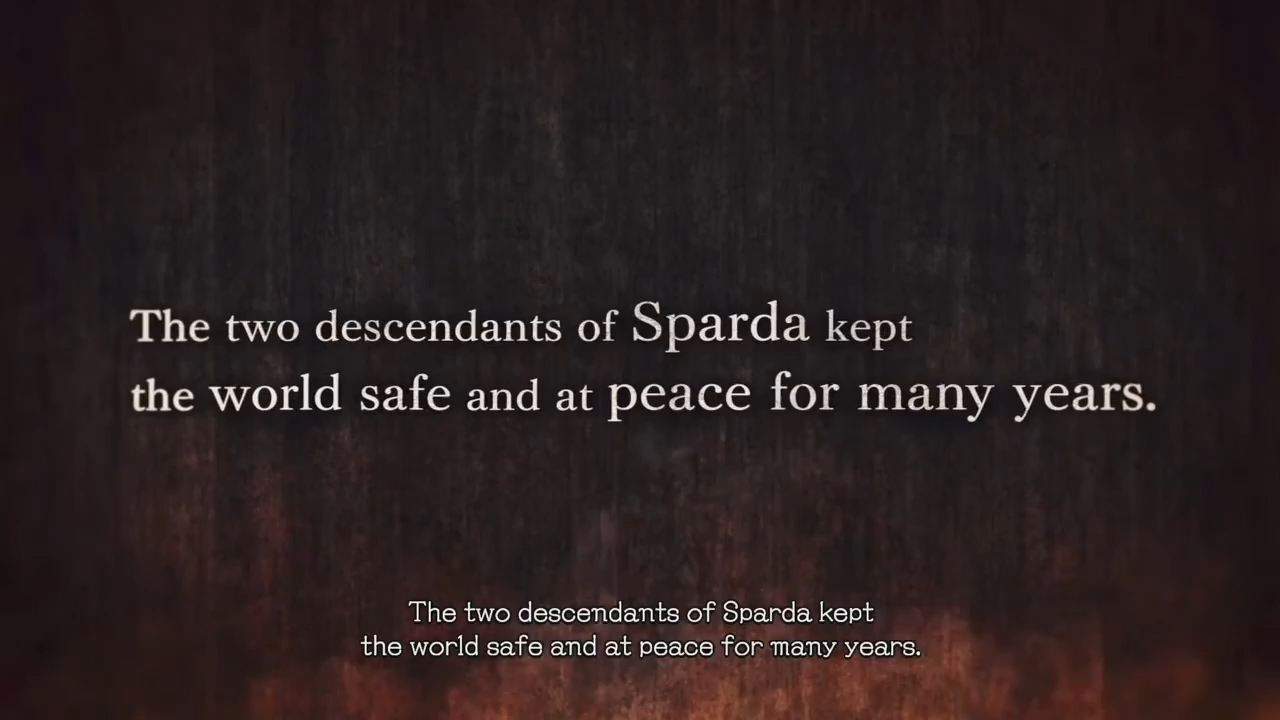 The two descendants of Sparda kept
the world safe and at peace for many years.
The two descendants of Sparda kept
the world safe and at peace for many years.